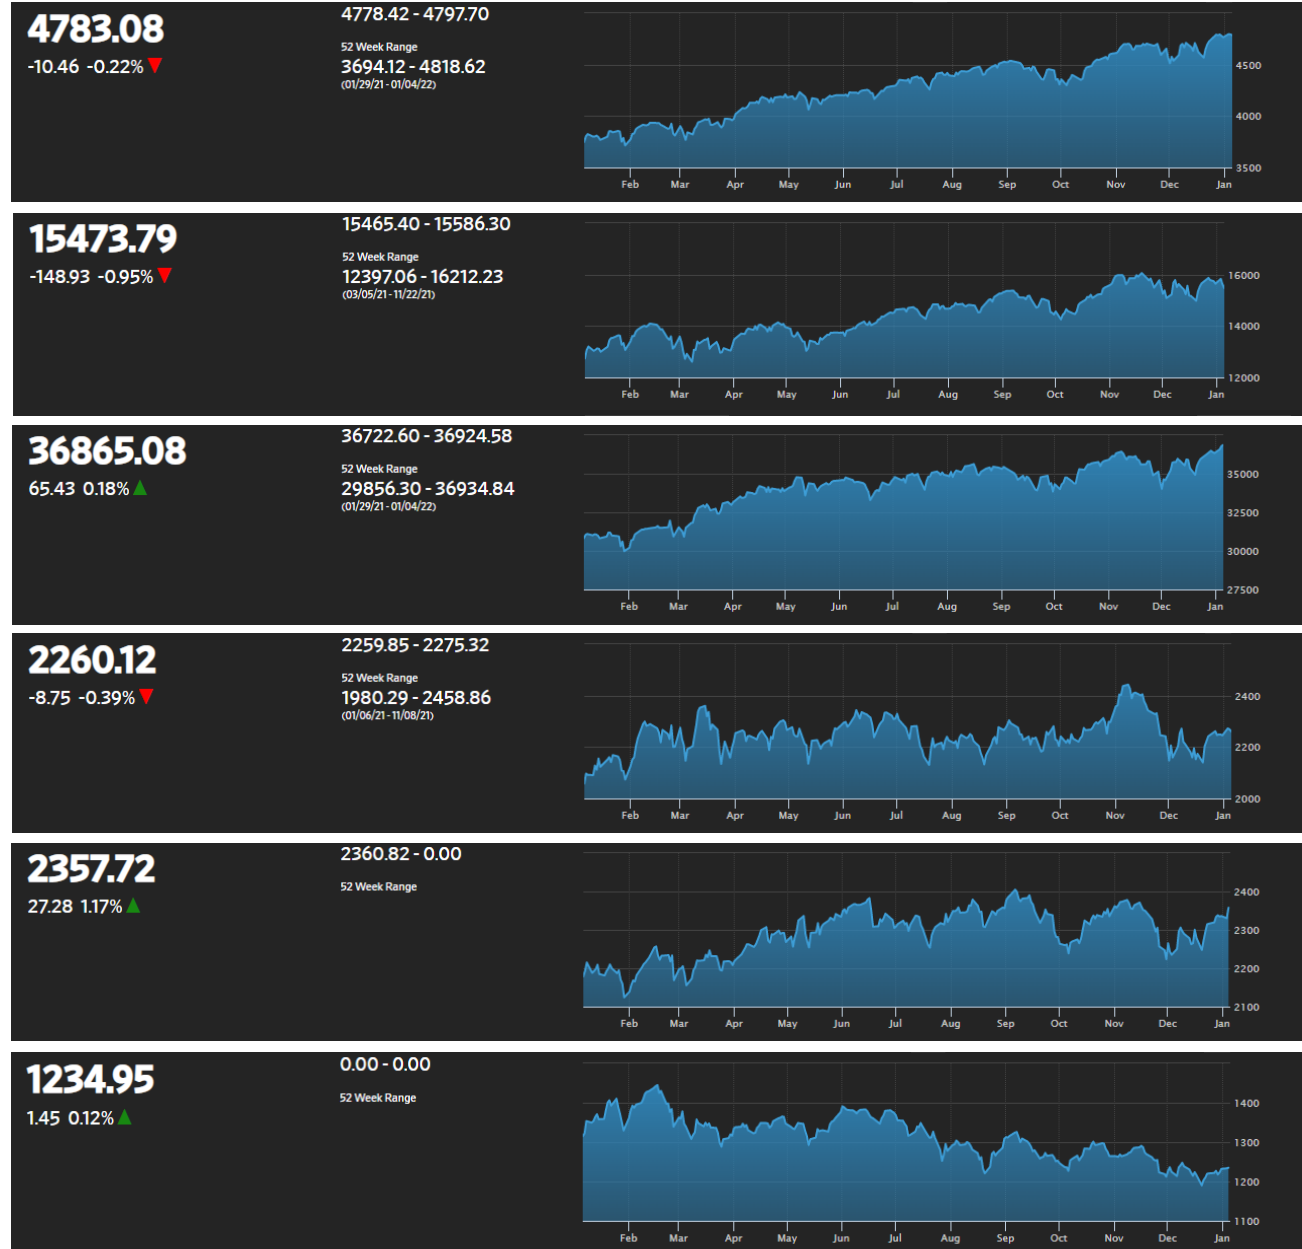 4783.08
-10.46 -0.22%
4778.42 - 4797.70
52 Week Range
3694.12 - 4818.62
(01/29/21 - 01/04/22)
4500
4000
3500
Feb Mar Apr May Jun Jul Aug Sep Oct Nov Dec Jan
15473.79
-148.93 -0.95%
15465.40 - 15586.30
52 Week Range
12397.06 - 16212.23
(03/05/21 - 11/22/21)
16000
14000
12000
Feb Mar Apr May Jun Jul Aug Sep Oct Nov Dec Jan
36865.08
65.43 0.18%
36722.60 - 36924.58
52 Week Range
29856.30 - 36934.84
(01/29/21 - 01/04/22)
35000
32500
30000
27500
Feb Mar Apr May Jun Jul Aug Sep Oct Nov Dec Jan
2260.12
-8.75 -0.39%
2259.85 - 2275.32
52 Week Range
1980.29 - 2458.86
(01/06/21 - 11/08/21)
2400
2200
2000
Feb Mar Apr May Jun Jul Aug Sep Oct Nov Dec Jan
2357.72
27.28 1.17%
2360.82 - 0.00
52 Week Range
2400
2300
2200
2100
Feb Mar Apr May Jun Jul Aug Sep Oct Nov Dec Jan
1234.95
1.45 0.12%
0.00 - 0.00
52 Week Range
1400
1300
1200
1100
Feb Mar Apr May Jun Jul Aug Sep Oct Nov Dec Jan